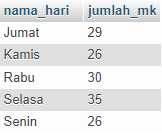 nama_hari jumlah_mk
Jumat 29
Kamis 26
Rabu 30
Selasa 35
Senin 26